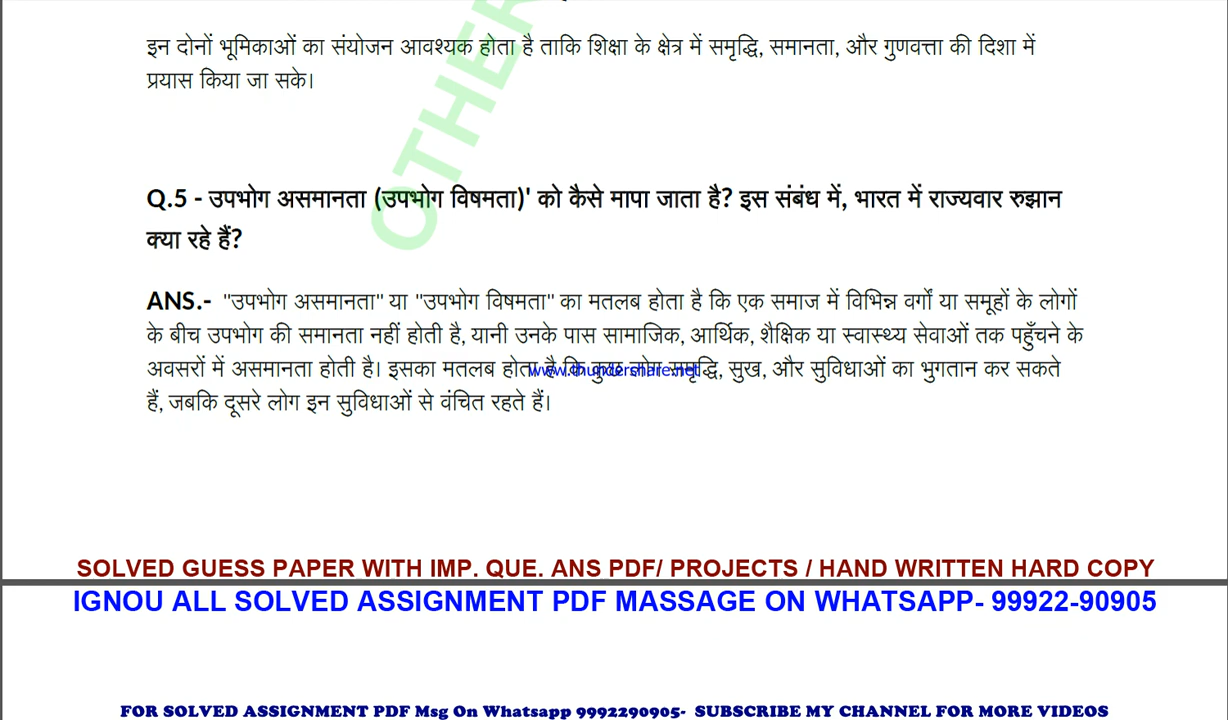 इन दोनों भूमिकाओं का संयोजन आवश्यक होता है ताकि शिक्षा के क्षेत्र में समृद्धि, समानता, और गुणवत्ता की दिशा में
प्रयास किया जा सके।
OTHER
Q.5 - उपभोग असमानता (उपभोग विषमता)' को कैसे मापा जाता है? इस संबंध में, भारत में राज्यवार रुझान
क्या रहे हैं?
ANS.- "उपभोग असमानता" या "उपभोग विषमता" का मतलब होता है कि एक समाज में विभिन्न वर्गों या समूहों के लोगों
के बीच उपभोग की समानता नहीं होती है, यानी उनके पास सामाजिक, आर्थिक, शैक्षिक या स्वास्थ्य सेवाओं तक पहुँचने के
अवसरों में असमानता होती है। इसका मतलब होता है कि कुछ लोग समृद्धि, सुख, और सुविधाओं का भुगतान कर सकते
www.thundershare.net
हैं, जबकि दूसरे लोग इन सुविधाओं से वंचित रहते हैं।
SOLVED GUESS PAPER WITH IMP. QUE. ANS PDF/ PROJECTS / HAND WRITTEN HARD COPY
IGNOU ALL SOLVED ASSIGNMENT PDF MASSAGE ON WHATSAPP- 99922-90905
FOR SOLVED ASSIGNMENT PDF Msg On Whatsapp 9992290905- SUBSCRIBE MY CHANNEL FOR MORE VIDEOS